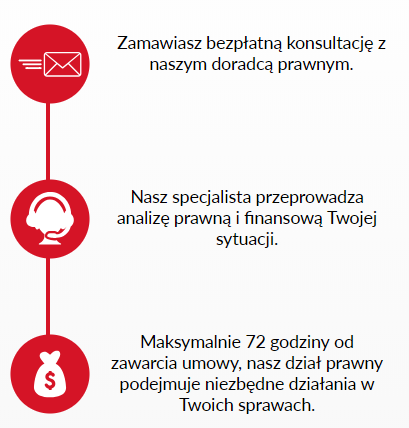 Zamawiasz bezpłatną konsultację z
naszym doradcą prawnym.
Nasz specjalista przeprowadza
analizę prawną i finansową Twojej
sytuacji.
Maksymalnie 72 godziny od
zawarcia umowy, nasz dział prawny
podejmuje niezbędne działania w
Twoich sprawach.
$